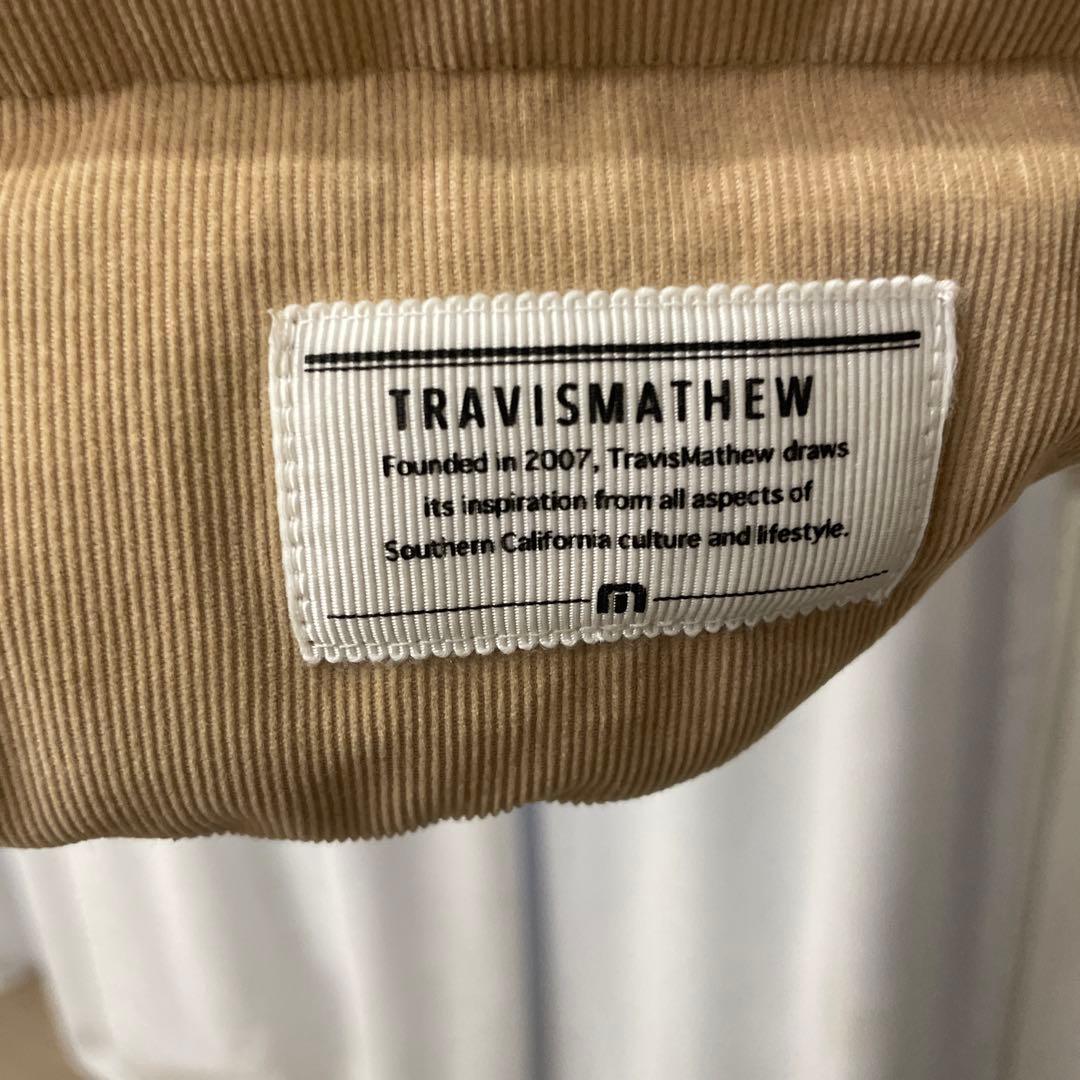 TRAVISMATHEW
Founded in 2007, TravisMathew draws
its inspiration from all aspects of
Southern California culture and lifestyle.